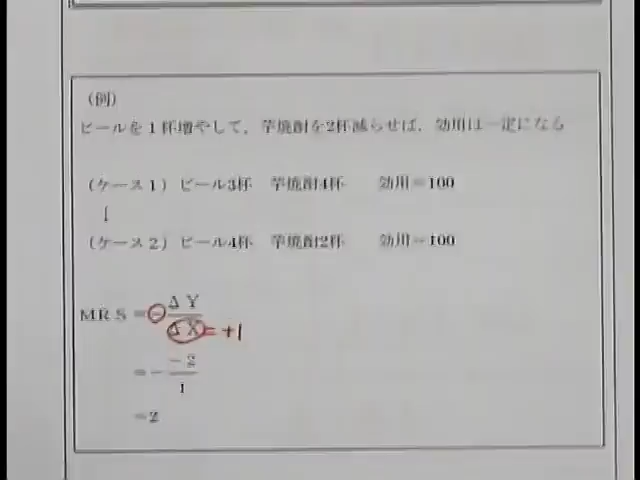 （例）
ビールを１杯増やして，芋焼酎を2杯減らせば，効用は一定になる
（ケース１）ビール3杯　芋焼酎4杯　効用＝100
↓
（ケース２）ビール4杯　芋焼酎2杯　効用＝100
MRS＝－ΔY/ΔX＝+1
＝－－2/1
＝2